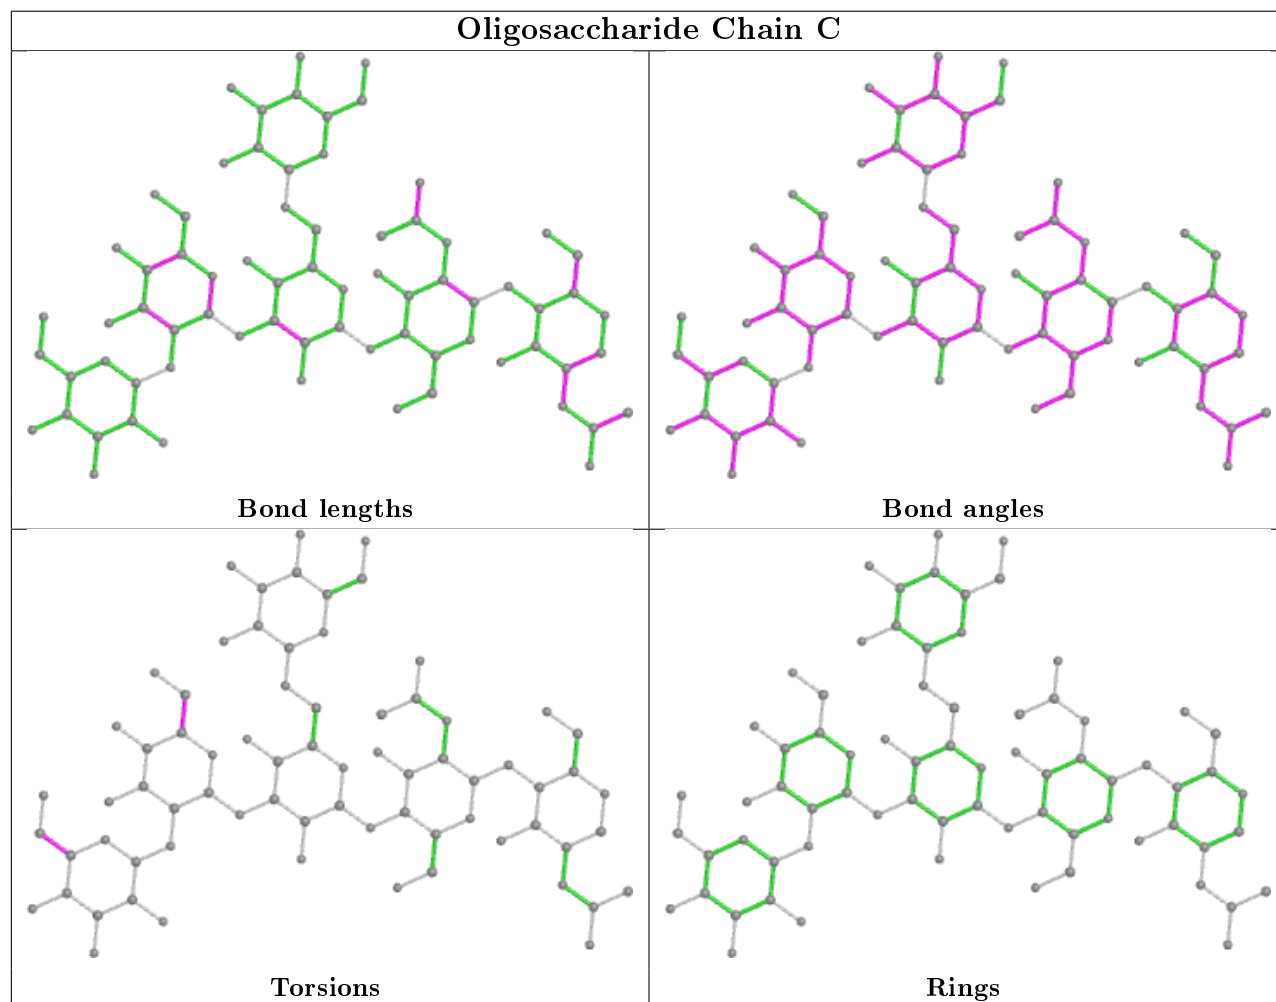 Oligosaccharide Chain C
Bond lengths
Bond angles
Torsions
Rings